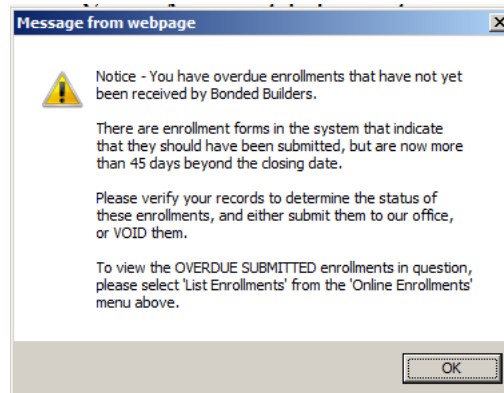 Message from webpage
Notice - You have overdue enrollments that have not yet
been received by Bonded Builders.
There are enrollment forms in the system that indicate
that they should have been submitted, but are now more
than 45 days beyond the closing date.
Please verify your records to determine the status of
these enrollments, and either submit them to our office,
or VOID them.
To view the OVERDUE SUBMITTED enrollments in question,
please select 'List Enrollments' from the 'Online Enrollments'
menu above.
OK